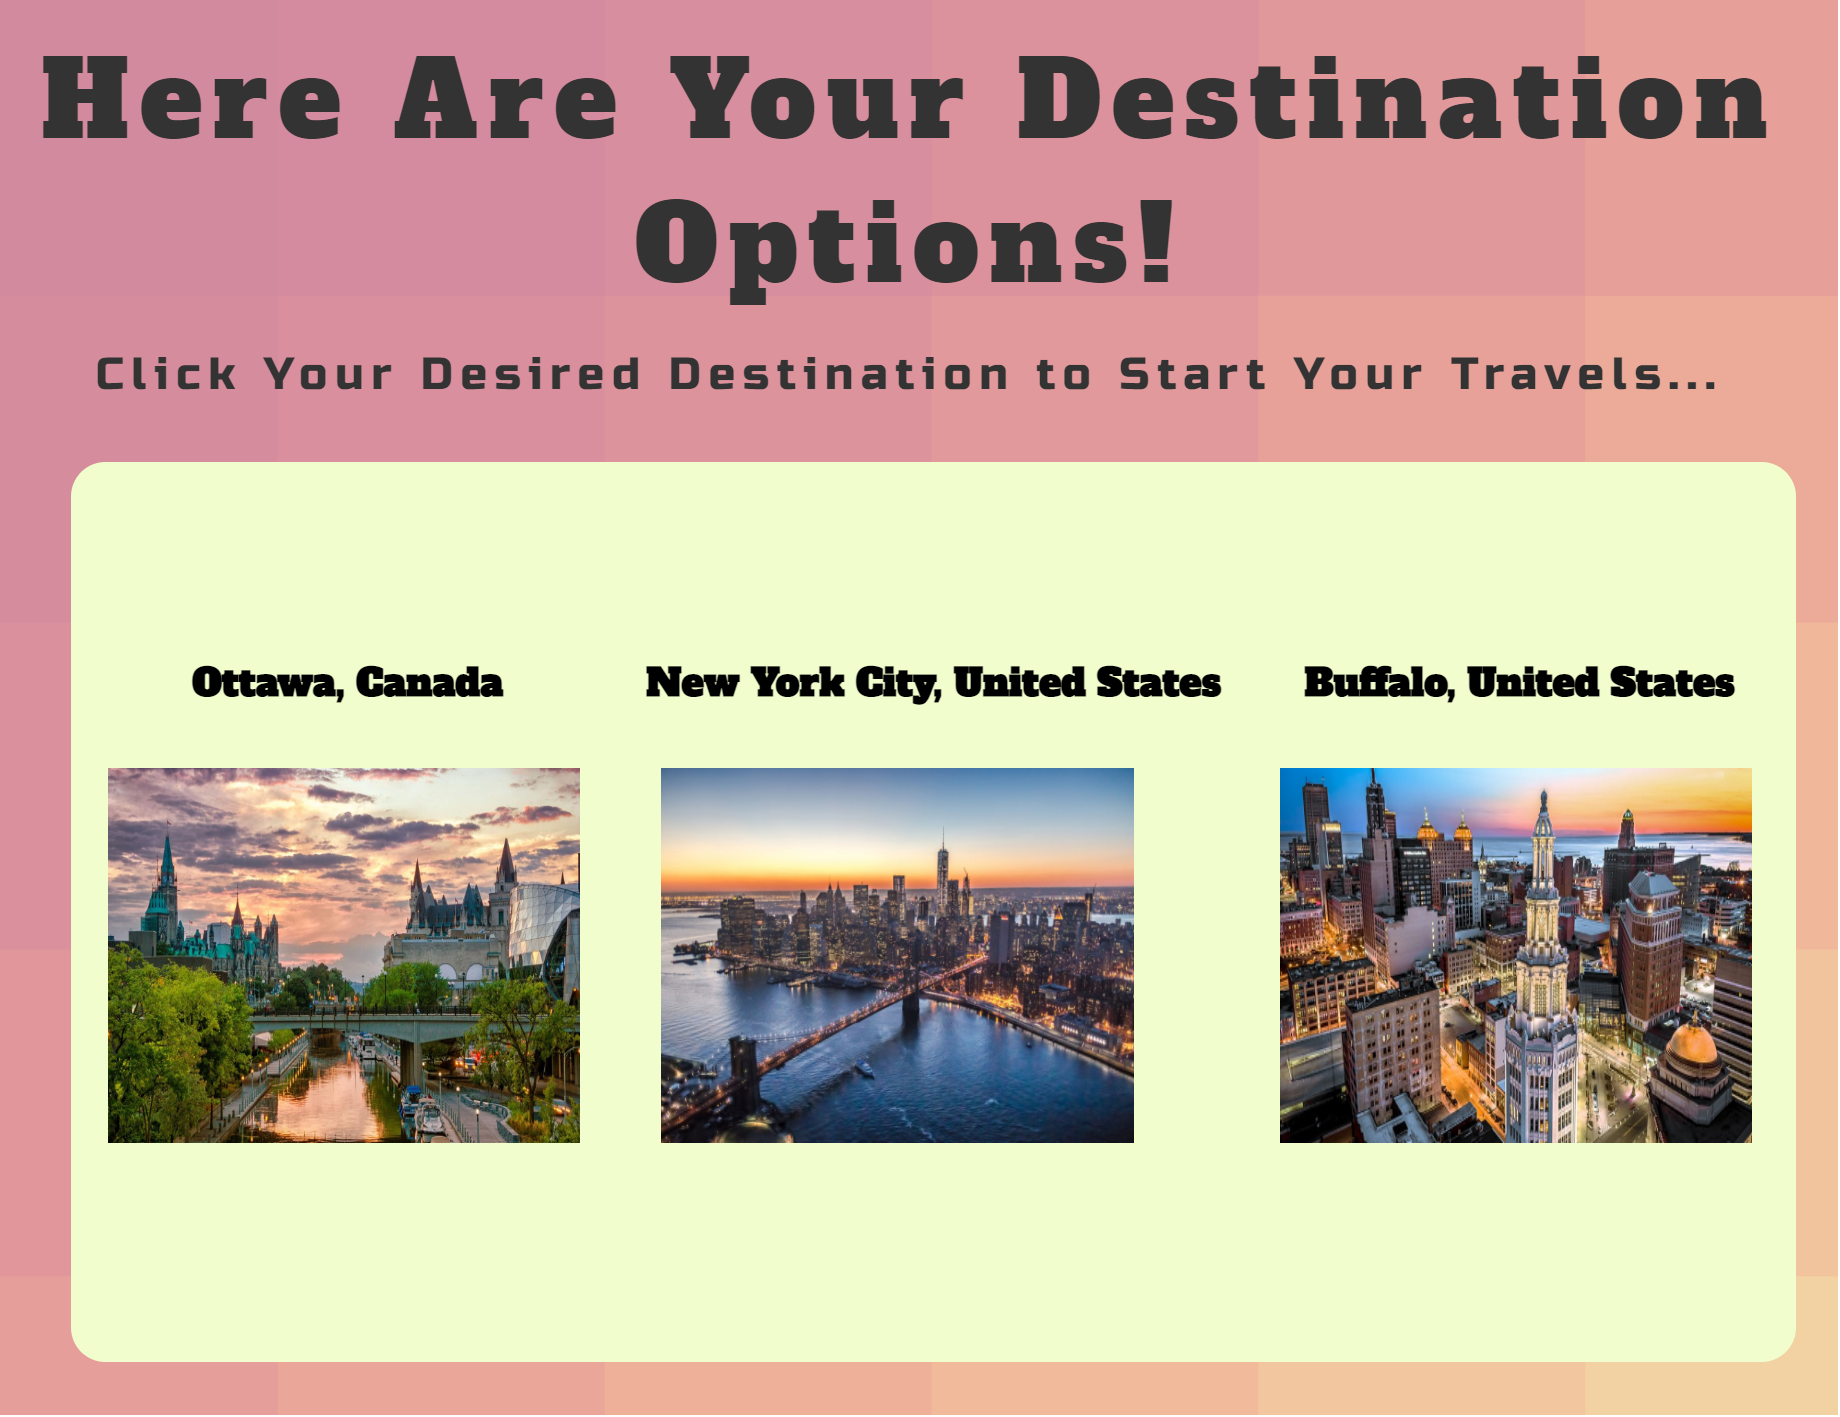 Here Are Your Destination
Options!
Click Your Desired Destination to Start Your Travels...
Ottawa, Canada
New York City, United States
Buffalo, United States